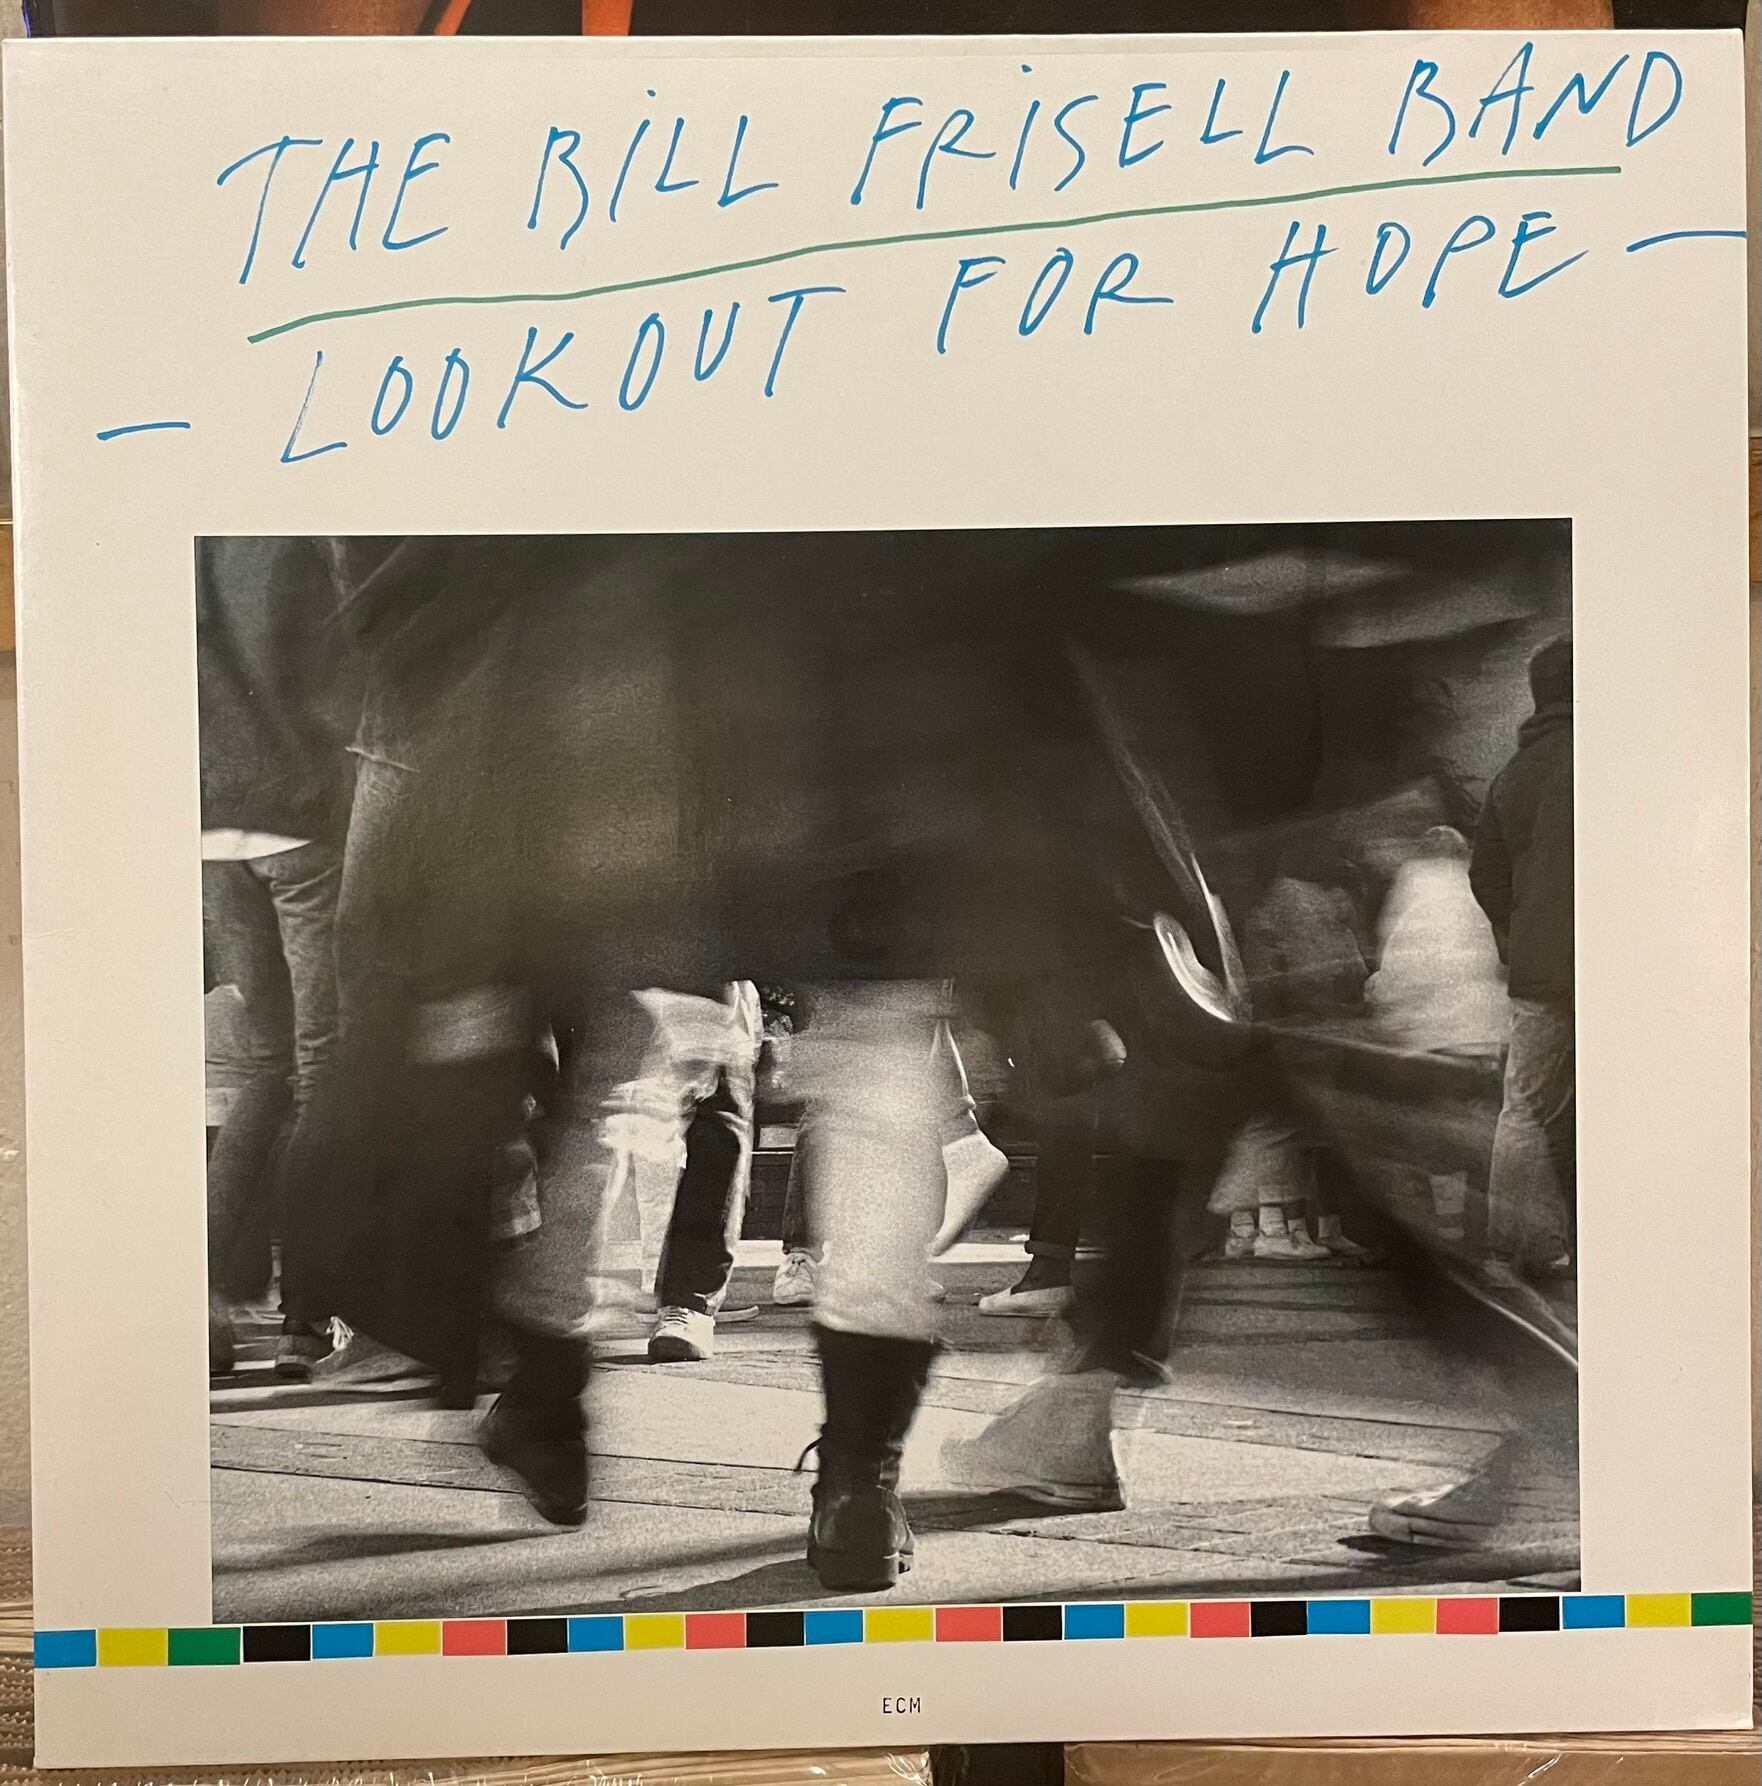 THE BiLL FRiSELL BAND
— LOOKOUT FOR HOPE —
ECM